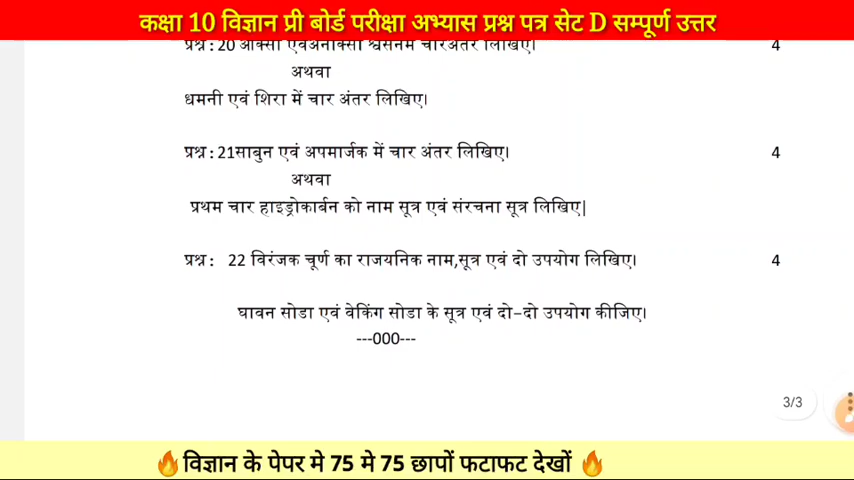 कक्षा 10 विज्ञान प्री बोर्ड परीक्षा अभ्यास प्रश्न पत्र सेट D सम्पूर्ण उत्तर
प्रश्न:20 ऑक्सी एवंअनॉक्सी श्वसनमें चारअंतर लिखिए। 4
अथवा
धमनी एवं शिरा में चार अंतर लिखिए।
प्रश्न:21साबुन एवं अपमार्जक में चार अंतर लिखिए। 4
अथवा
प्रथम चार हाइड्रोकार्बन को नाम सूत्र एवं संरचना सूत्र लिखिए|
प्रश्न: 22 विरंजक चूर्ण का राजयनिक नाम,सूत्र एवं दो उपयोग लिखिए। 4
घावन सोडा एवं वेकिंग सोडा के सूत्र एवं दो-दो उपयोग कीजिए।
---000---
3/3
🔥विज्ञान के पेपर मे 75 मे 75 छापों फटाफट देखों 🔥